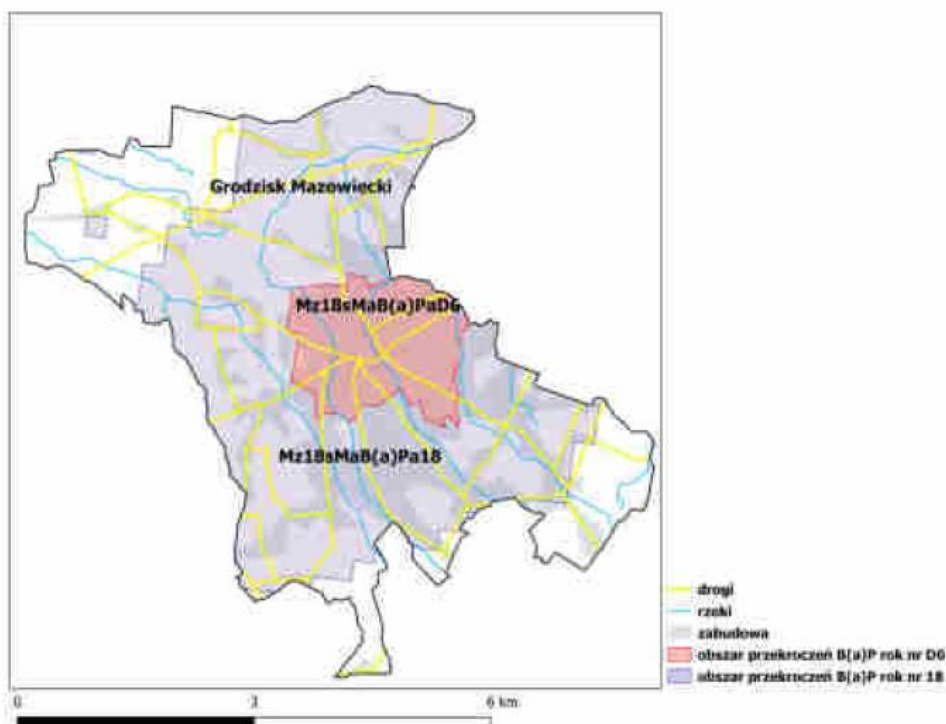 Grodzisk Mazowiecki
Mz18sMaB(a)PaD6
Mz18sMaB(a)Pa18
drogi
rzeki
zabudowa
obszar przekroczeń B(a)P rok nr D6
obszar przekroczeń B(a)P rok nr 18
0 3 6 km